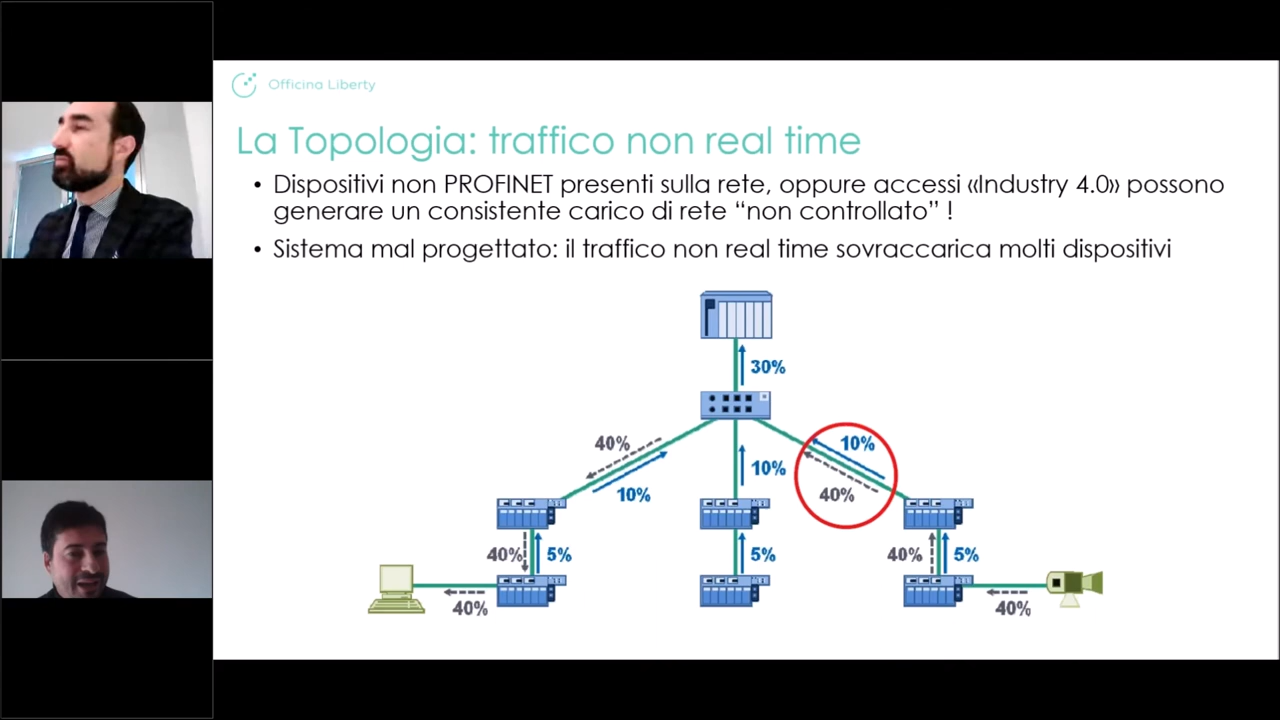 Officina Liberty
La Topologia: traffico non real time
• Dispositivi non PROFINET presenti sulla rete, oppure accessi «Industry 4.0» possono
generare un consistente carico di rete “non controllato” !
• Sistema mal progettato: il traffico non real time sovraccarica molti dispositivi
30%
40%
10%
10%
10%
40%
40%
5%
5%
40%
5%
40%
40%